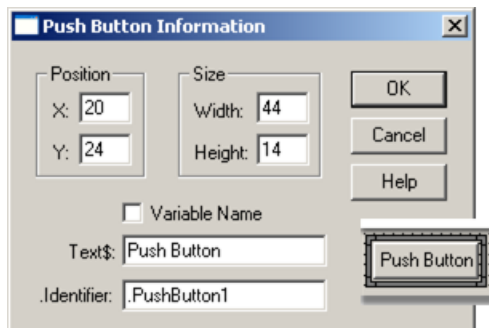 Push Button Information
Position
X: 20
Y: 24
Size
Width: 44
Height: 14
OK
Cancel
Help
Variable Name
Text$: Push Button
.Identifier: .PushButton1
Push Button